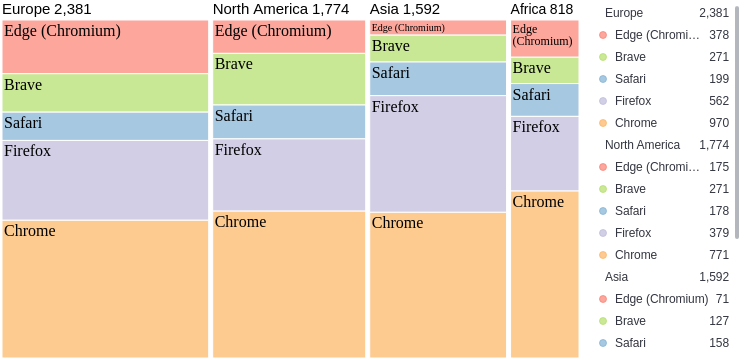 Europe 2,381
Edge (Chromium)
Brave
Safari
Firefox
Chrome
North America 1,774
Edge (Chromium)
Brave
Safari
Firefox
Chrome
Asia 1,592
Edge (Chromium)
Brave
Safari
Firefox
Chrome
Africa 818
Edge
(Chromium)
Brave
Safari
Firefox
Chrome
Europe 2,381
Edge (Chromi... 378
Brave 271
Safari 199
Firefox 562
Chrome 970
North America 1,774
Edge (Chromi... 175
Brave 271
Safari 178
Firefox 379
Chrome 771
Asia 1,592
Edge (Chromium) 71
Brave 127
Safari 158